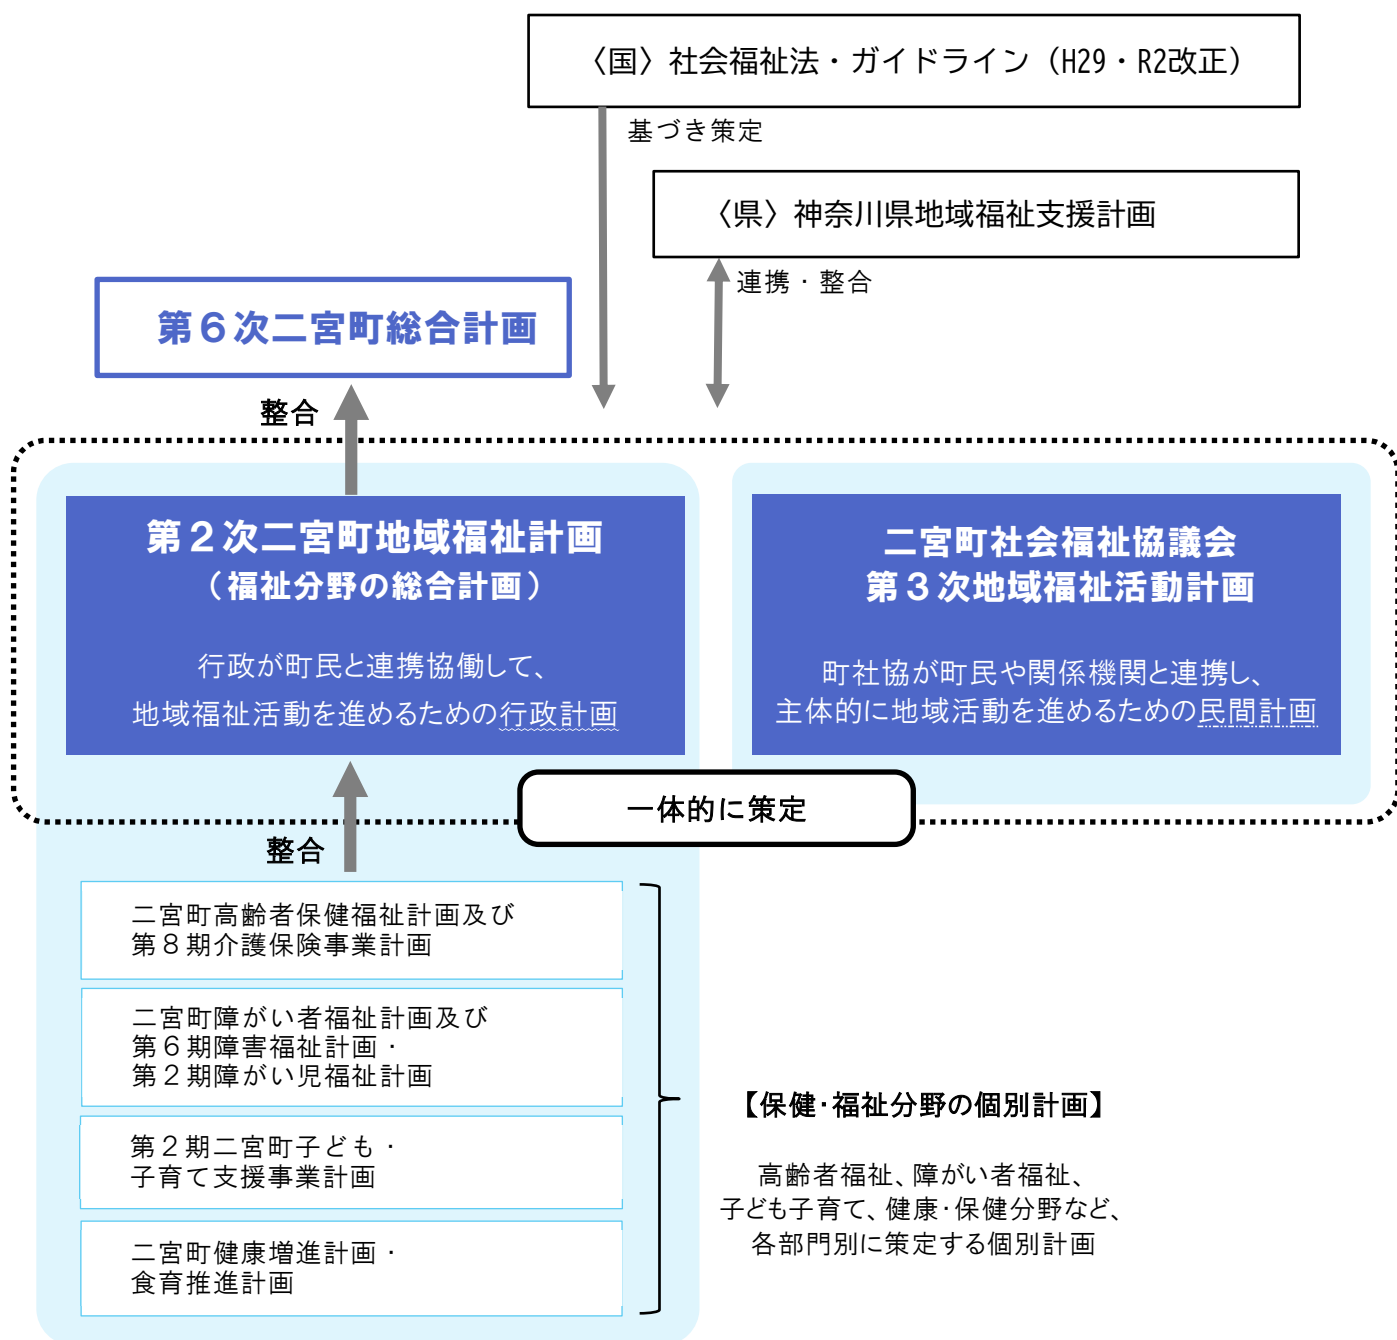 〈国〉社会福祉法・ガイドライン（H29・R2改正）
基づき策定
〈県〉神奈川県地域福祉支援計画
連携・整合
第６次二宮町総合計画
整合
第２次二宮町地域福祉計画
（福祉分野の総合計画）
行政が町民と連携協働して、
地域福祉活動を進めるための行政計画
二宮町社会福祉協議会
第３次地域福祉活動計画
町社協が町民や関係機関と連携し、
主体的に地域活動を進めるための民間計画
一体的に策定
整合
二宮町高齢者保健福祉計画及び
第８期介護保険事業計画
二宮町障がい者福祉計画及び
第６期障害福祉計画・
第２期障がい児福祉計画
第２期二宮町子ども・
子育て支援事業計画
二宮町健康増進計画・
食育推進計画
【保健・福祉分野の個別計画】
高齢者福祉、障がい者福祉、
子ども子育て、健康・保健分野など、
各部門別に策定する個別計画